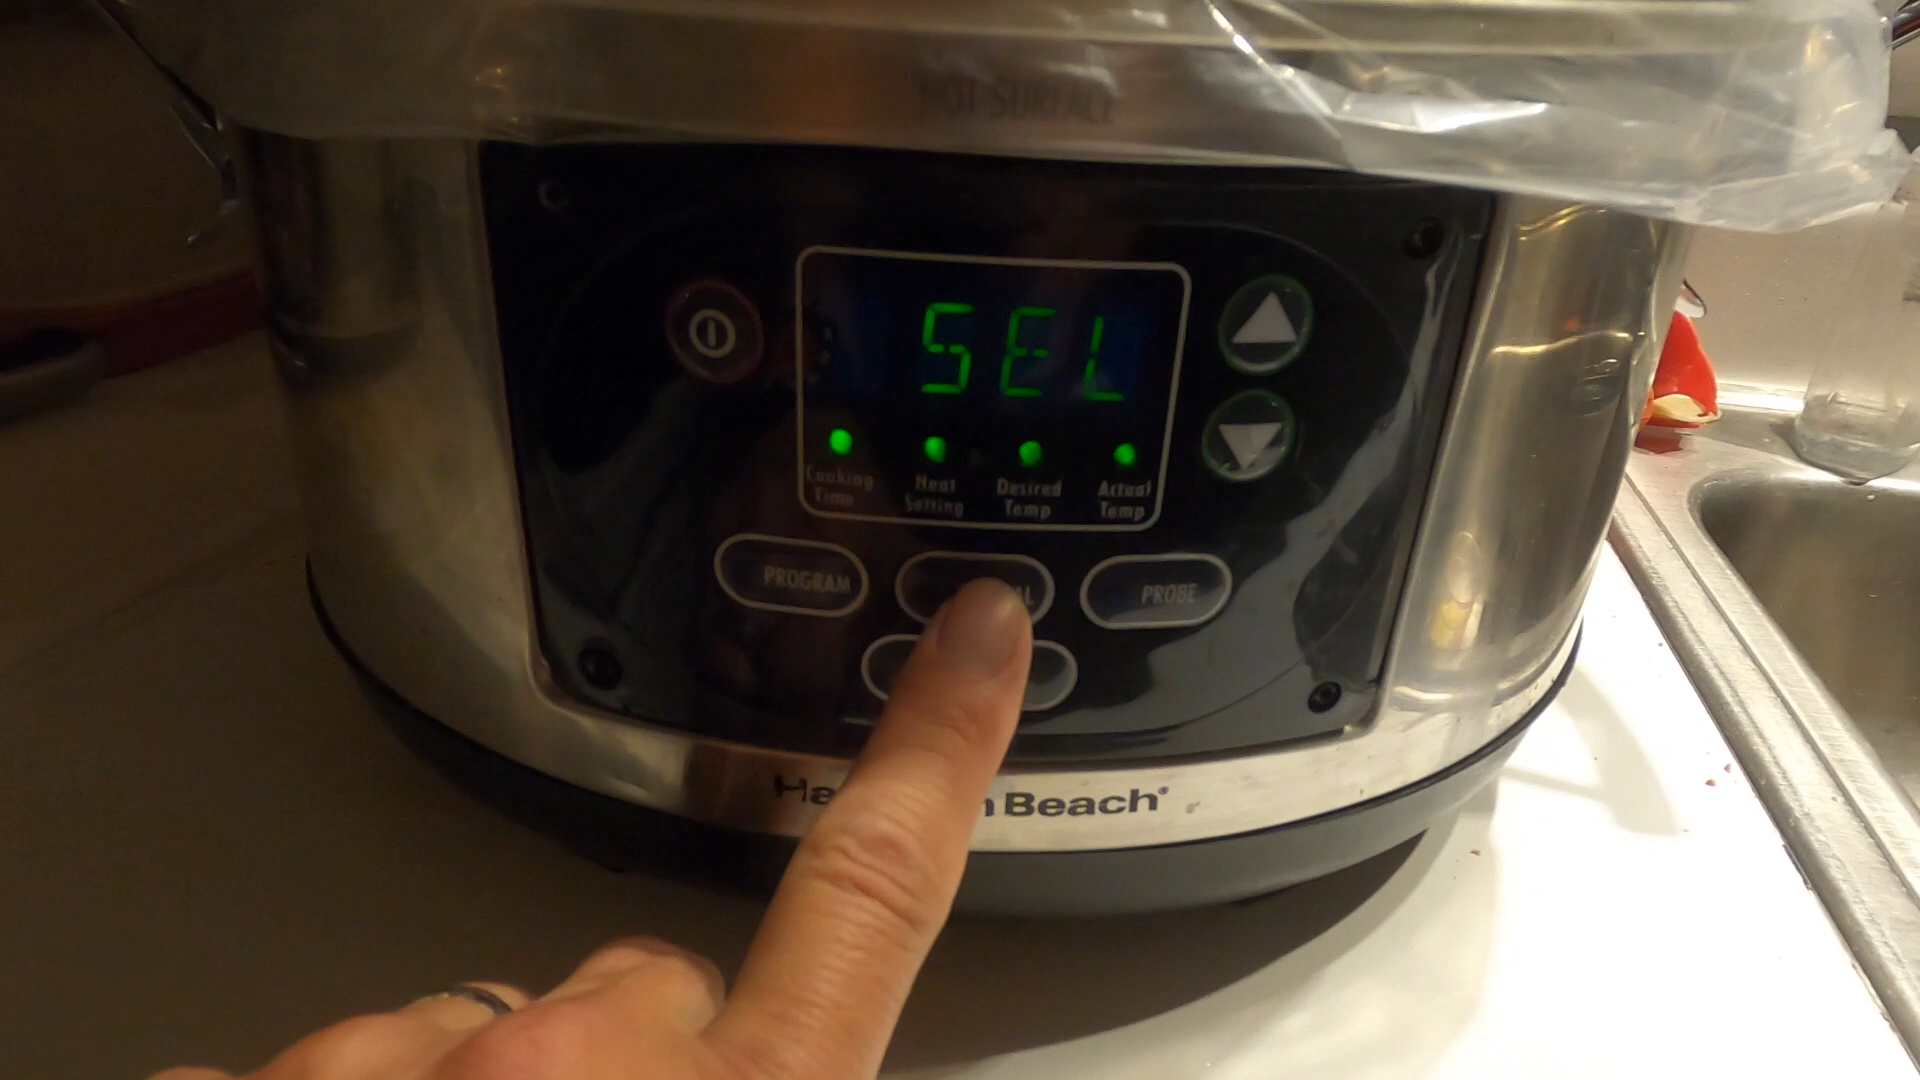 HOT SURFACE
SEL
Cooking Time
Heat Setting
Desired Temp
Actual Temp
PROGRAM
PROBE
Beach®